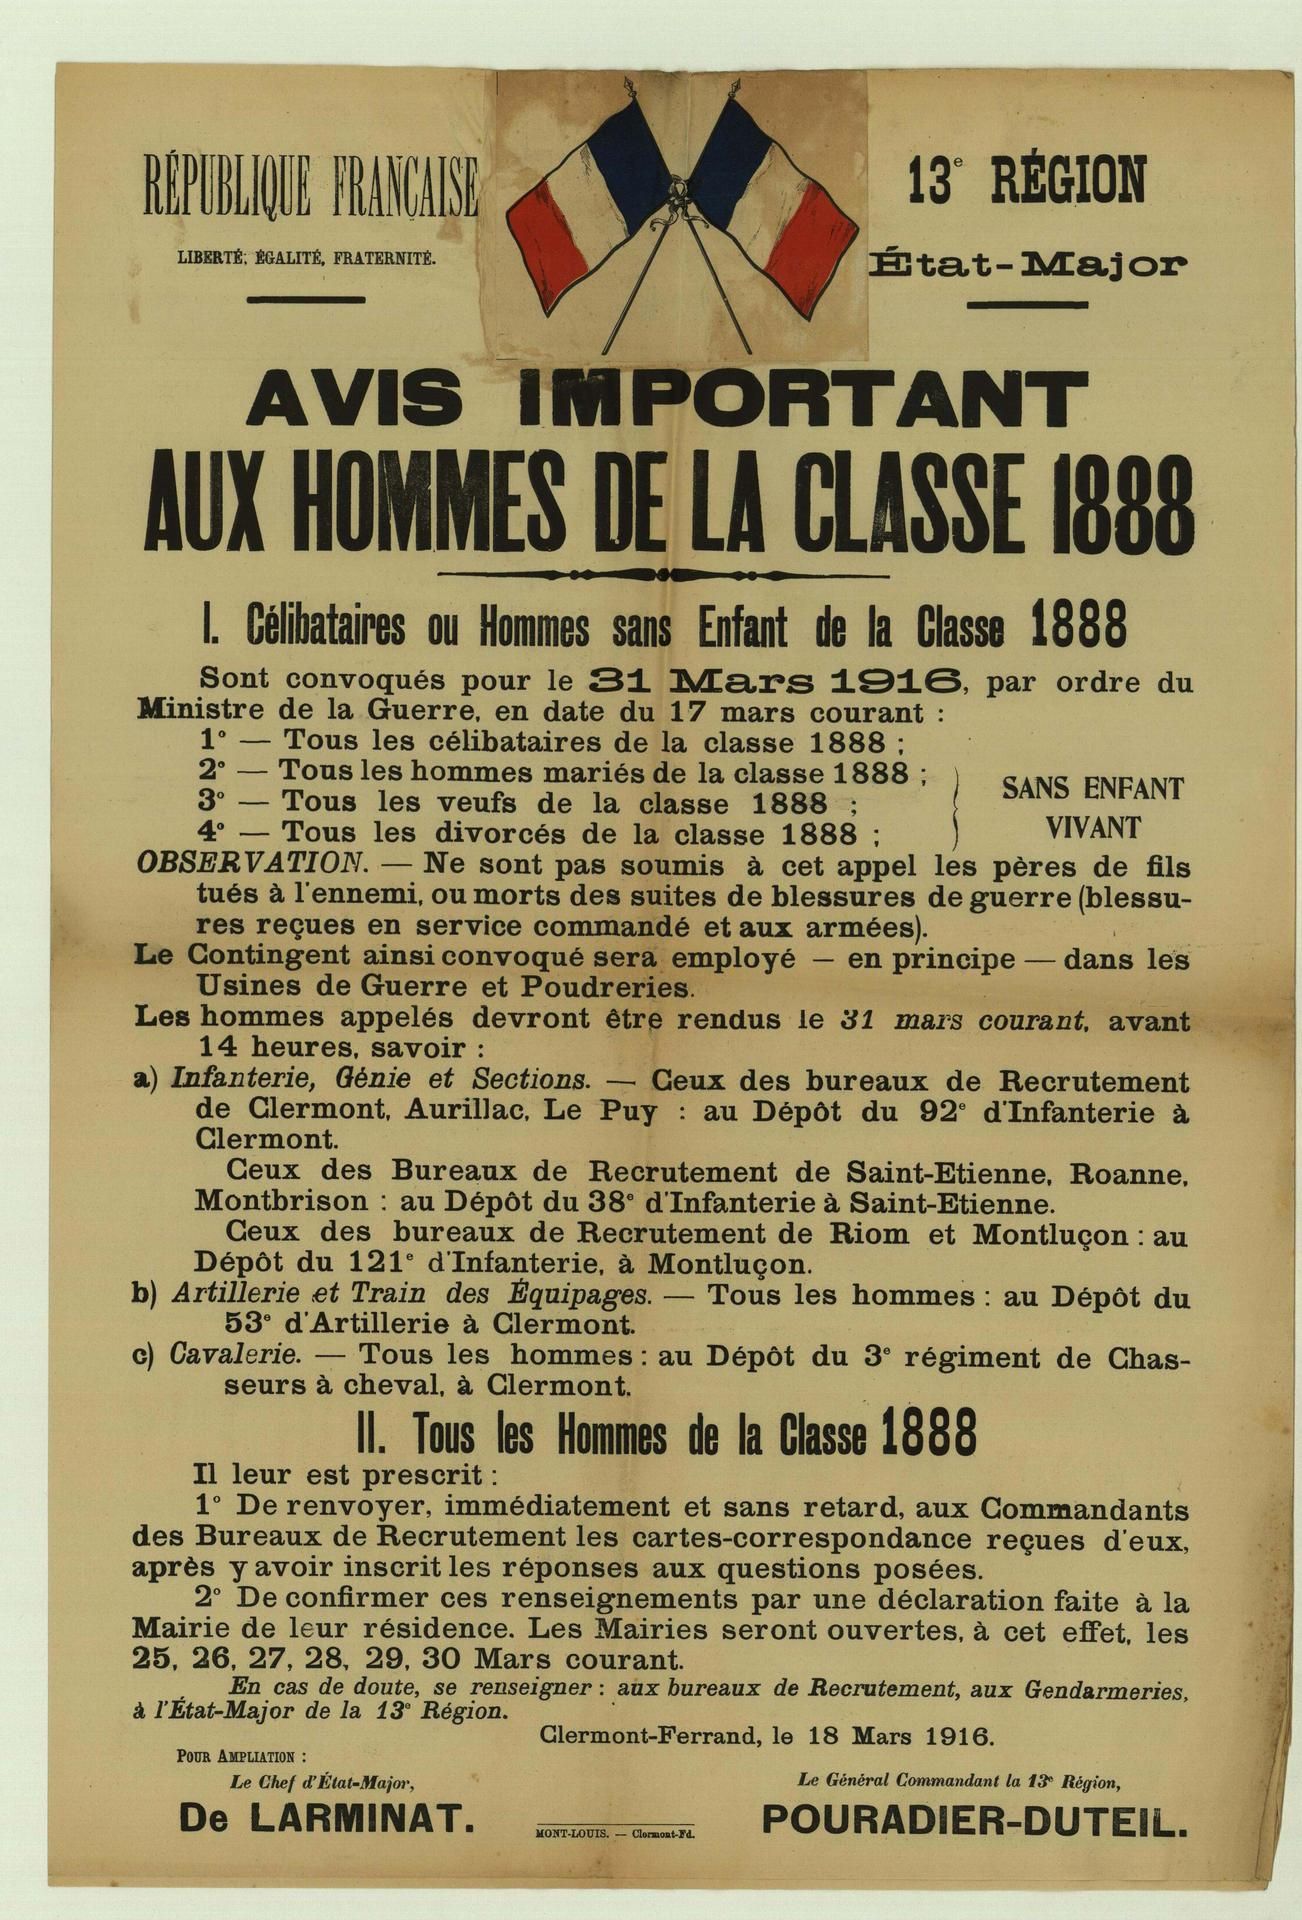 RÉPUBLIQUE FRANÇAISE
LIBERTÉ, ÉGALITÉ, FRATERNITÉ.
13e RÉGION
État-Major
AVIS IMPORTANT
AUX HOMMES DE LA CLASSE 1888
I. Célibataires ou Hommes sans Enfant de la Classe 1888
Sont convoqués pour le 31 Mars 1916, par ordre du
Ministre de la Guerre, en date du 17 mars courant :
1° — Tous les célibataires de la classe 1888 ;
2° — Tous les hommes mariés de la classe 1888 ;
3° — Tous les veufs de la classe 1888 ;
4° — Tous les divorcés de la classe 1888 ;
SANS ENFANT
VIVANT
OBSERVATION. — Ne sont pas soumis à cet appel les pères de fils
tués à l'ennemi, ou morts des suites de blessures de guerre (blessu-
res reçues en service commandé et aux armées).
Le Contingent ainsi convoqué sera employé — en principe — dans les
Usines de Guerre et Poudreries.
Les hommes appelés devront être rendus le 31 mars courant, avant
14 heures, savoir :
a) Infanterie, Génie et Sections. — Ceux des bureaux de Recrutement
de Clermont, Aurillac, Le Puy : au Dépôt du 92e d'Infanterie à
Clermont.
Ceux des Bureaux de Recrutement de Saint-Etienne, Roanne,
Montbrison : au Dépôt du 38e d'Infanterie à Saint-Etienne.
Ceux des bureaux de Recrutement de Riom et Montluçon : au
Dépôt du 121e d'Infanterie, à Montluçon.
b) Artillerie et Train des Équipages. — Tous les hommes : au Dépôt du
53e d'Artillerie à Clermont.
c) Cavalerie. — Tous les hommes : au Dépôt du 3e régiment de Chas-
seurs à cheval, à Clermont.
II. Tous les Hommes de la Classe 1888
Il leur est prescrit :
1° De renvoyer, immédiatement et sans retard, aux Commandants
des Bureaux de Recrutement les cartes-correspondance reçues d'eux,
après y avoir inscrit les réponses aux questions posées.
2° De confirmer ces renseignements par une déclaration faite à la
Mairie de leur résidence. Les Mairies seront ouvertes, à cet effet, les
25, 26, 27, 28, 29, 30 Mars courant.
En cas de doute, se renseigner : aux bureaux de Recrutement, aux Gendarmeries,
à l'État-Major de la 13e Région.
Clermont-Ferrand, le 18 Mars 1916.
POUR AMPLIATION :
Le Chef d'État-Major,
De LARMINAT.
Le Général Commandant la 13e Région,
POURADIER-DUTEIL.
MONT-LOUIS. — Clermont-Fd.